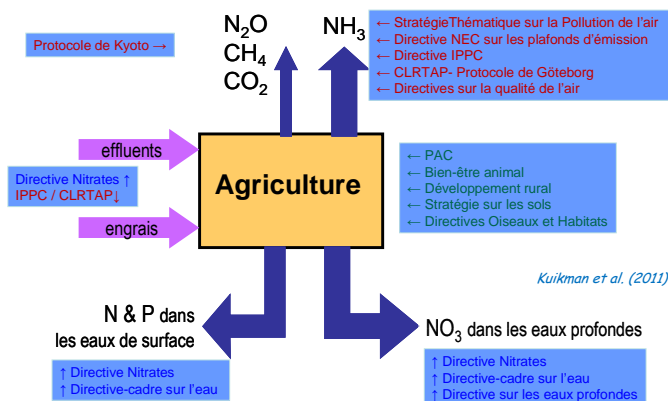 Protocole de Kyoto →
N₂O
CH₄
CO₂
NH₃
← StratégieThématique sur la Pollution de l'air
← Directive NEC sur les plafonds d'émission
← Directive IPPC
← CLRTAP- Protocole de Göteborg
← Directives sur la qualité de l'air
effluents
Directive Nitrates ↑
IPPC / CLRTAP↓
engrais
Agriculture
← PAC
← Bien-être animal
← Développement rural
← Stratégie sur les sols
← Directives Oiseaux et Habitats
Kuikman et al. (2011)
N & P dans
les eaux de surface
↑ Directive Nitrates
↑ Directive-cadre sur l'eau
NO₃ dans les eaux profondes
↑ Directive Nitrates
↑ Directive-cadre sur l'eau
↑ Directive sur les eaux profondes